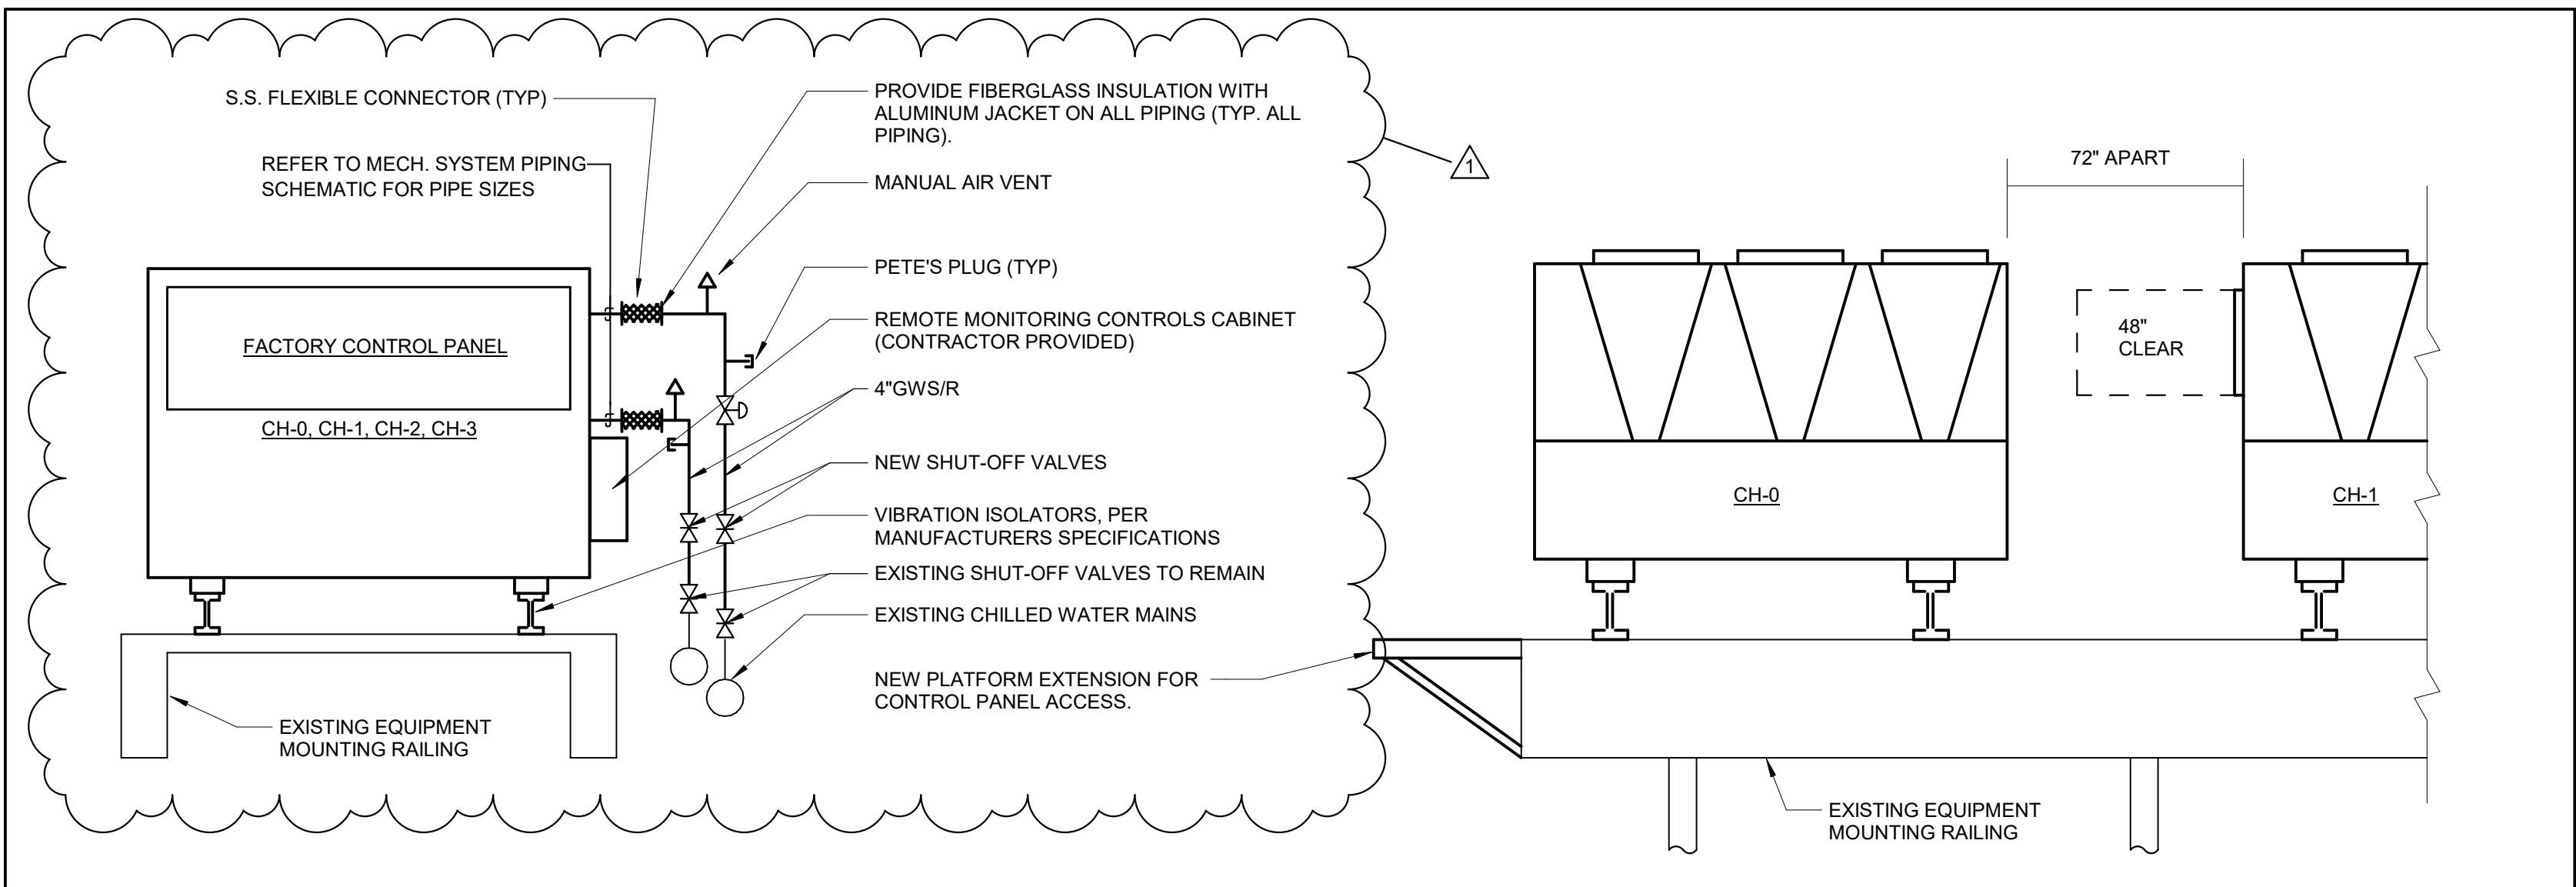 S.S. FLEXIBLE CONNECTOR (TYP)
REFER TO MECH. SYSTEM PIPING
SCHEMATIC FOR PIPE SIZES
FACTORY CONTROL PANEL
CH-0, CH-1, CH-2, CH-3
EXISTING EQUIPMENT
MOUNTING RAILING
PROVIDE FIBERGLASS INSULATION WITH
ALUMINUM JACKET ON ALL PIPING (TYP. ALL
PIPING).
MANUAL AIR VENT
PETE'S PLUG (TYP)
REMOTE MONITORING CONTROLS CABINET
(CONTRACTOR PROVIDED)
4"GWS/R
NEW SHUT-OFF VALVES
VIBRATION ISOLATORS, PER
MANUFACTURERS SPECIFICATIONS
EXISTING SHUT-OFF VALVES TO REMAIN
EXISTING CHILLED WATER MAINS
NEW PLATFORM EXTENSION FOR
CONTROL PANEL ACCESS.
1
72" APART
48"
CLEAR
CH-0
CH-1
EXISTING EQUIPMENT
MOUNTING RAILING